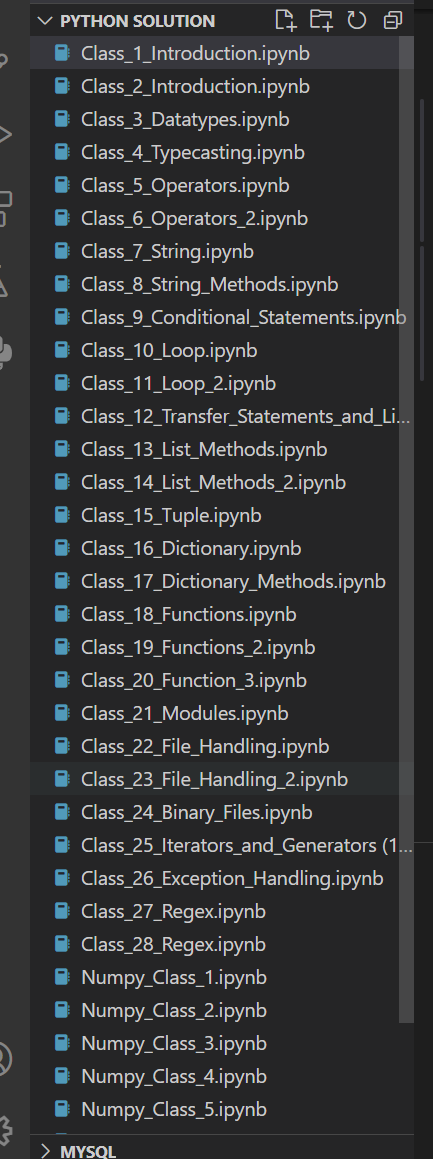 PYTHON SOLUTION
Class_1_Introduction.ipynb
Class_2_Introduction.ipynb
Class_3_Datatypes.ipynb
Class_4_Typecasting.ipynb
Class_5_Operators.ipynb
Class_6_Operators_2.ipynb
Class_7_String.ipynb
Class_8_String_Methods.ipynb
Class_9_Conditional_Statements.ipynb
Class_10_Loop.ipynb
Class_11_Loop_2.ipynb
Class_12_Transfer_Statements_and_Li...
Class_13_List_Methods.ipynb
Class_14_List_Methods_2.ipynb
Class_15_Tuple.ipynb
Class_16_Dictionary.ipynb
Class_17_Dictionary_Methods.ipynb
Class_18_Functions.ipynb
Class_19_Functions_2.ipynb
Class_20_Function_3.ipynb
Class_21_Modules.ipynb
Class_22_File_Handling.ipynb
Class_23_File_Handling_2.ipynb
Class_24_Binary_Files.ipynb
Class_25_Iterators_and_Generators (1...
Class_26_Exception_Handling.ipynb
Class_27_Regex.ipynb
Class_28_Regex.ipynb
Numpy_Class_1.ipynb
Numpy_Class_2.ipynb
Numpy_Class_3.ipynb
Numpy_Class_4.ipynb
Numpy_Class_5.ipynb
MYSQL